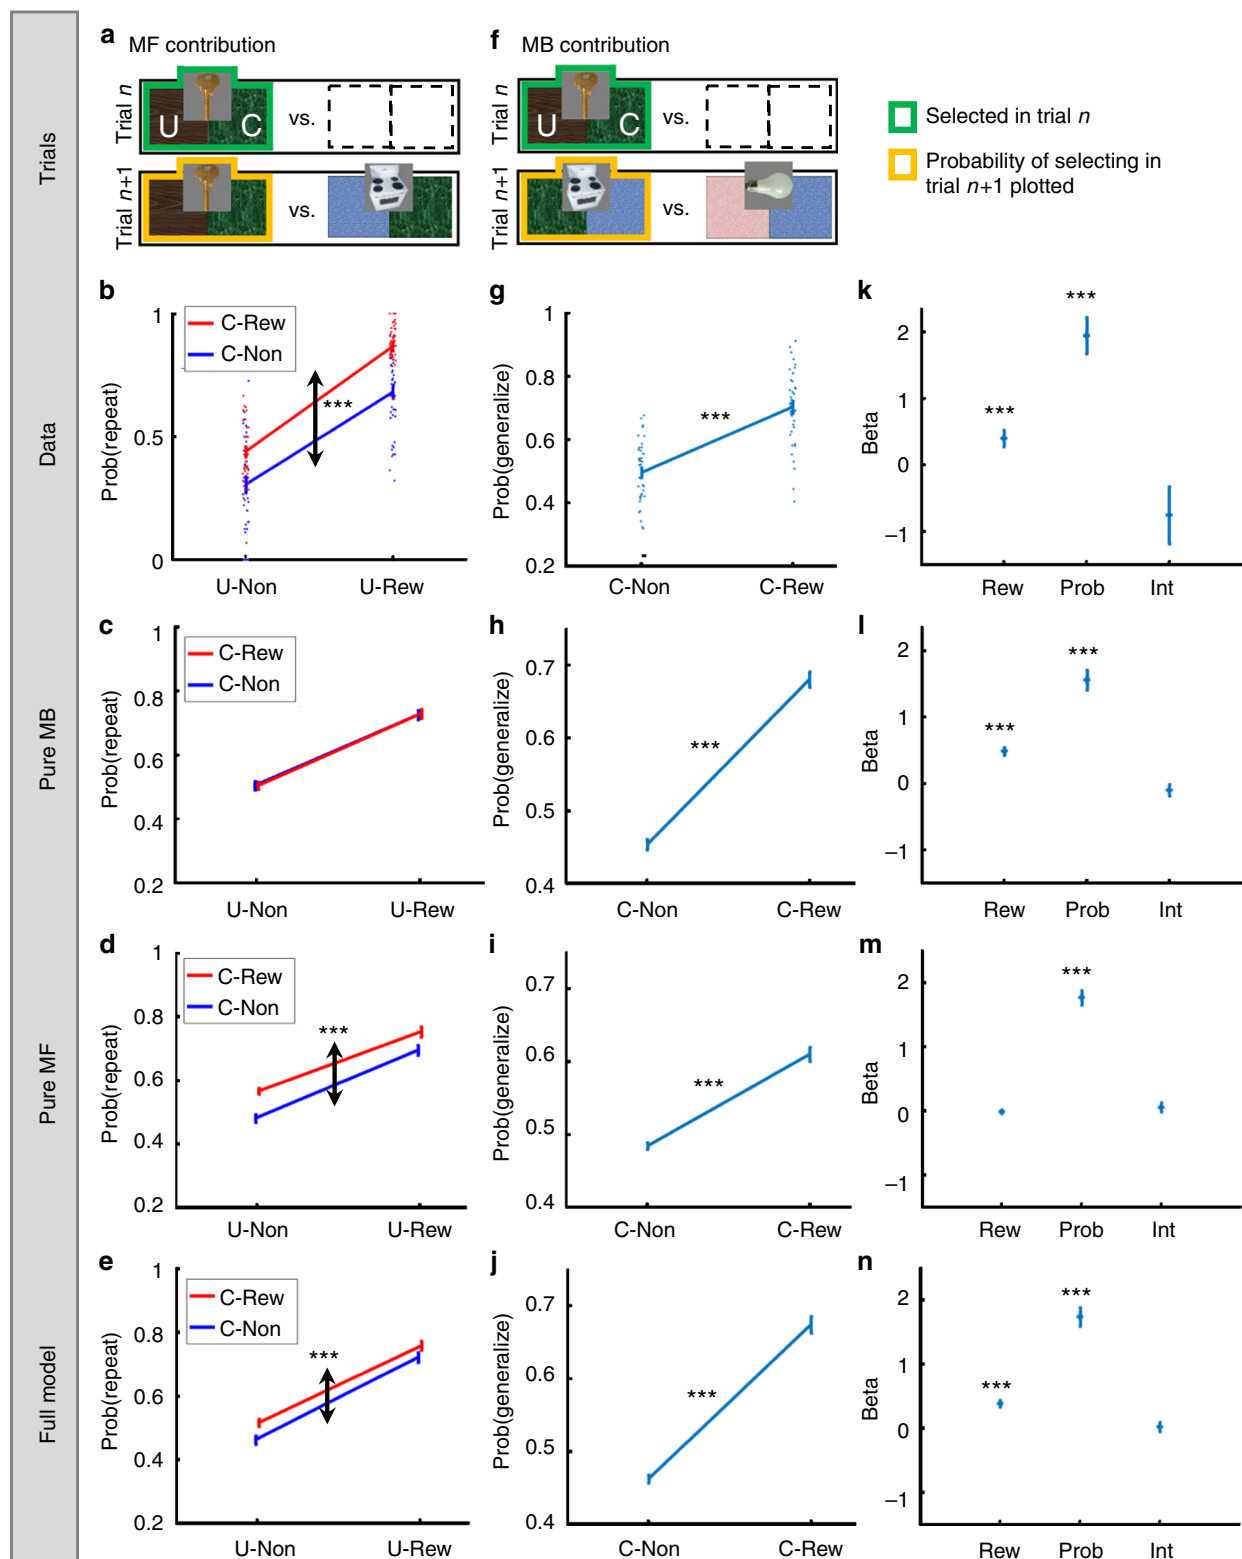 a MF contribution
Trial n
U C
vs.
Trial n+1
vs.
f MB contribution
Trial n
U C
vs.
Trial n+1
vs.
Selected in trial n
Probability of selecting in
trial n+1 plotted
Trials
Data
Pure MB
Pure MF
Full model
b
C-Rew
C-Non
***
Prob(repeat)
1
0.5
0
U-Non U-Rew
g
***
Prob(generalize)
1
0.8
0.6
0.4
0.2
C-Non C-Rew
k
***
***
Beta
2
1
0
−1
Rew Prob Int
c
C-Rew
C-Non
Prob(repeat)
1
0.8
0.6
0.4
0.2
U-Non U-Rew
h
***
Prob(generalize)
0.7
0.6
0.5
0.4
C-Non C-Rew
l
***
***
Beta
2
1
0
−1
Rew Prob Int
d
C-Rew
C-Non
***
Prob(repeat)
1
0.8
0.6
0.4
0.2
U-Non U-Rew
i
***
Prob(generalize)
0.7
0.6
0.5
0.4
C-Non C-Rew
m
***
Beta
2
1
0
−1
Rew Prob Int
e
C-Rew
C-Non
***
Prob(repeat)
1
0.8
0.6
0.4
0.2
U-Non U-Rew
j
***
Prob(generalize)
0.7
0.6
0.5
0.4
C-Non C-Rew
n
***
***
Beta
2
1
0
−1
Rew Prob Int